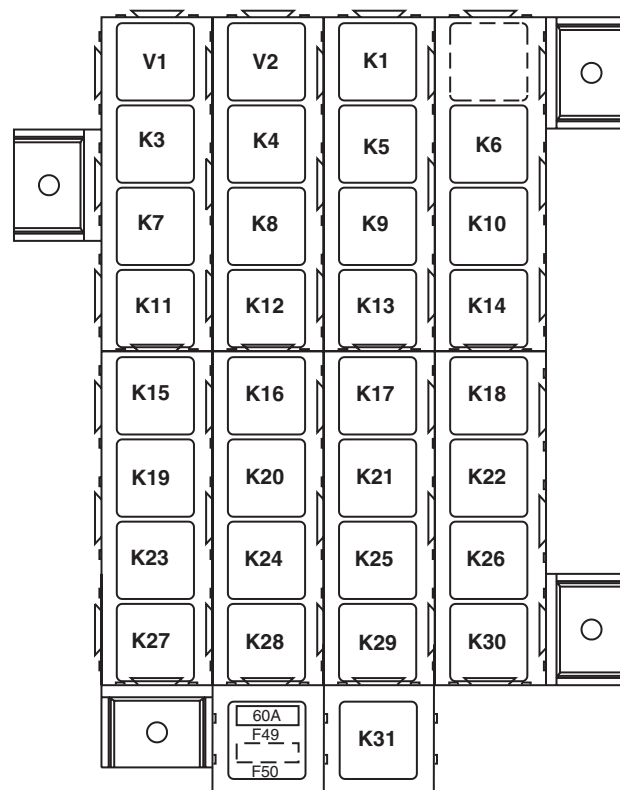 V1 V2 K1
K3 K4 K5 K6
K7 K8 K9 K10
K11 K12 K13 K14
K15 K16 K17 K18
K19 K20 K21 K22
K23 K24 K25 K26
K27 K28 K29 K30
60A
F49
F50
K31